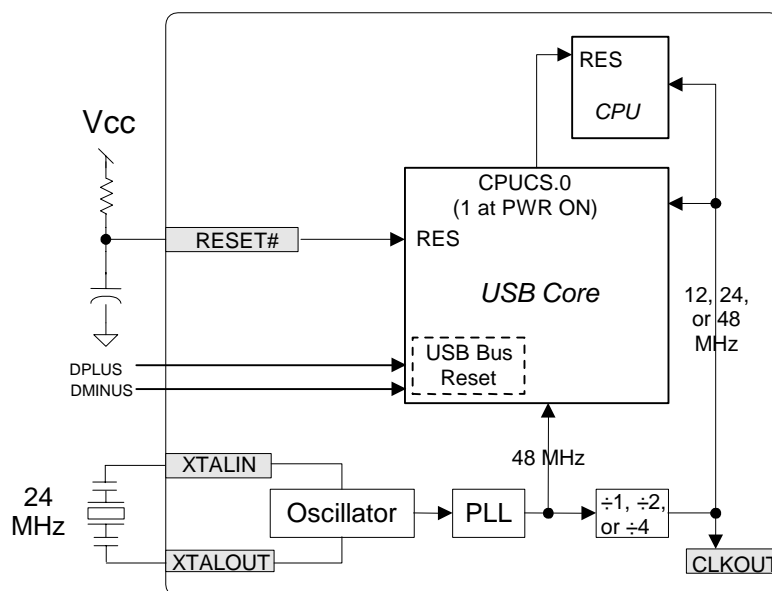 RES
CPU
Vcc
CPUCS.0
(1 at PWR ON)
RESET#
RES
USB Core
12, 24,
or 48
MHz
USB Bus
Reset
DPLUS
DMINUS
XTALIN
48 MHz
24
MHz
Oscillator
PLL
÷1, ÷2,
or ÷4
XTALOUT
CLKOUT